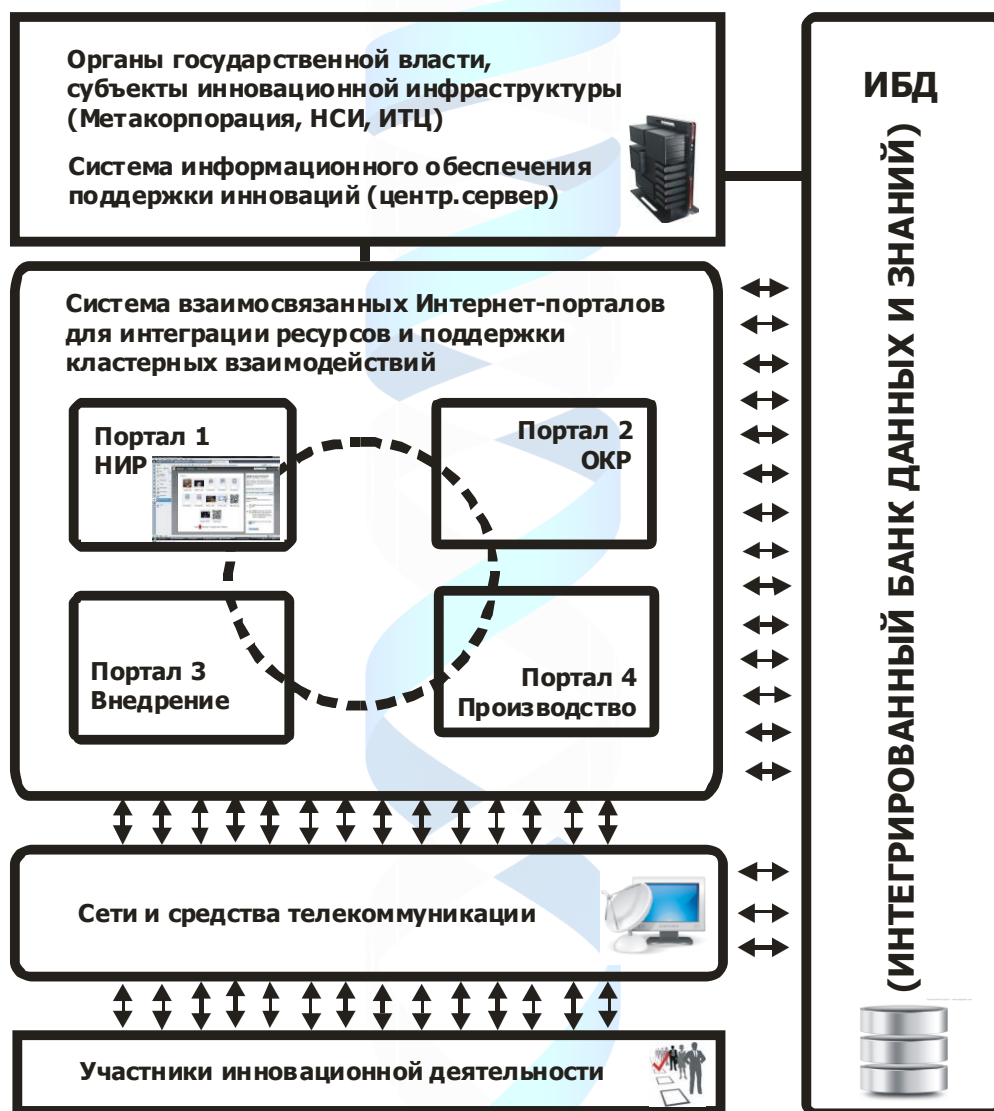 Органы государственной власти,
субъекты инновационной инфраструктуры
(Метакорпорация, НСИ, ИТЦ)
Система информационного обеспечения
поддержки инноваций (центр.сервер)
Система взаимосвязанных Интернет-порталов
для интеграции ресурсов и поддержки
кластерных взаимодействий
Портал 1
НИР
Портал 2
ОКР
Портал 3
Внедрение
Портал 4
Производство
Сети и средства телекоммуникации
Участники инновационной деятельности
ИБД
(ИНТЕГРИРОВАННЫЙ БАНК ДАННЫХ И ЗНАНИЙ)